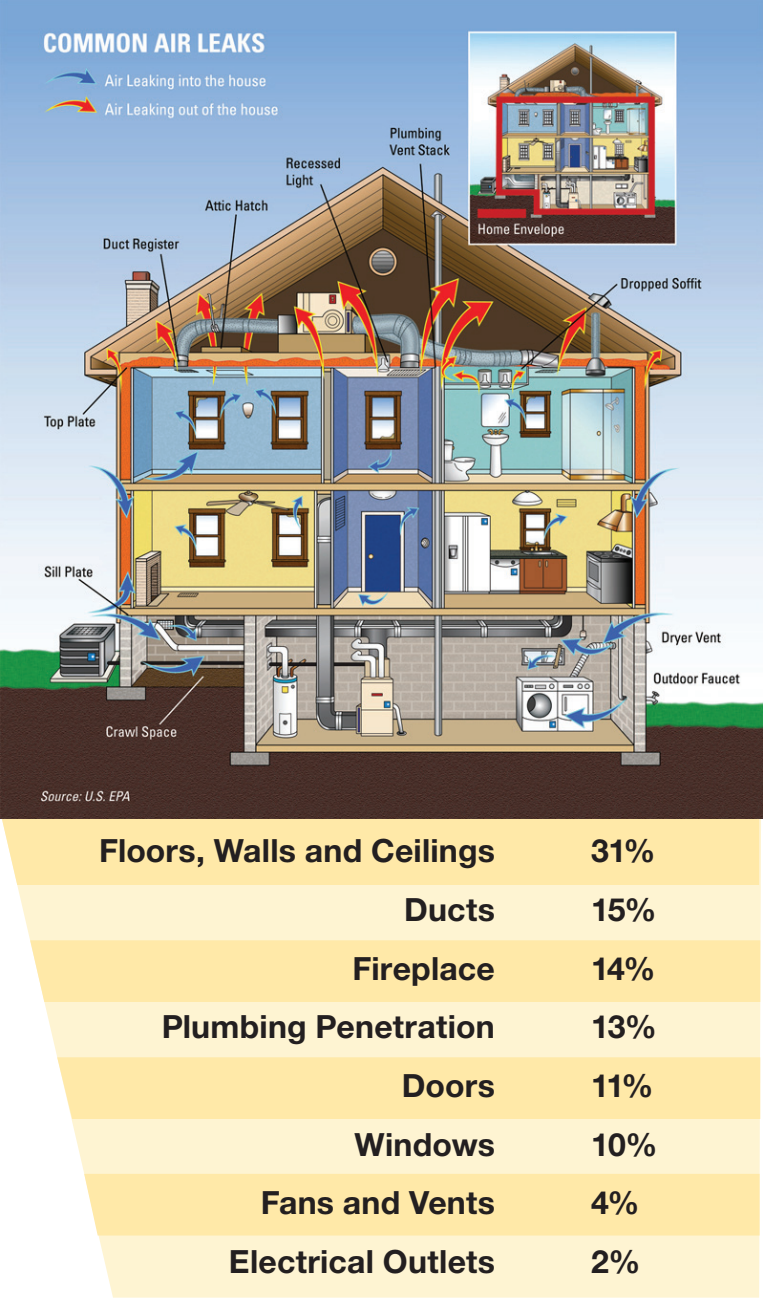 COMMON AIR LEAKS
Air Leaking into the house
Air Leaking out of the house
Plumbing
Vent Stack
Recessed
Light
Attic Hatch
Duct Register
Home Envelope
Dropped Soffit
Top Plate
Sill Plate
Dryer Vent
Outdoor Faucet
Crawl Space
Source: U.S. EPA
Floors, Walls and Ceilings 31%
Ducts 15%
Fireplace 14%
Plumbing Penetration 13%
Doors 11%
Windows 10%
Fans and Vents 4%
Electrical Outlets 2%